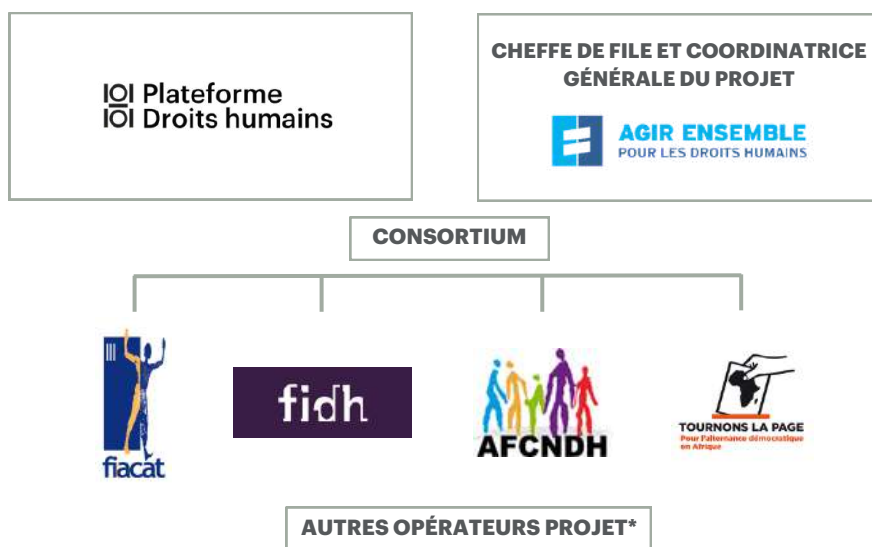 Plateforme
Droits humains
CHEFFE DE FILE ET COORDINATRICE
GÉNÉRALE DU PROJET
AGIR ENSEMBLE
POUR LES DROITS HUMAINS
CONSORTIUM
fiacat
fidh
AFCNDH
TOURNONS LA PAGE
Pour l'alternance démocratique
en Afrique
AUTRES OPÉRATEURS PROJET*